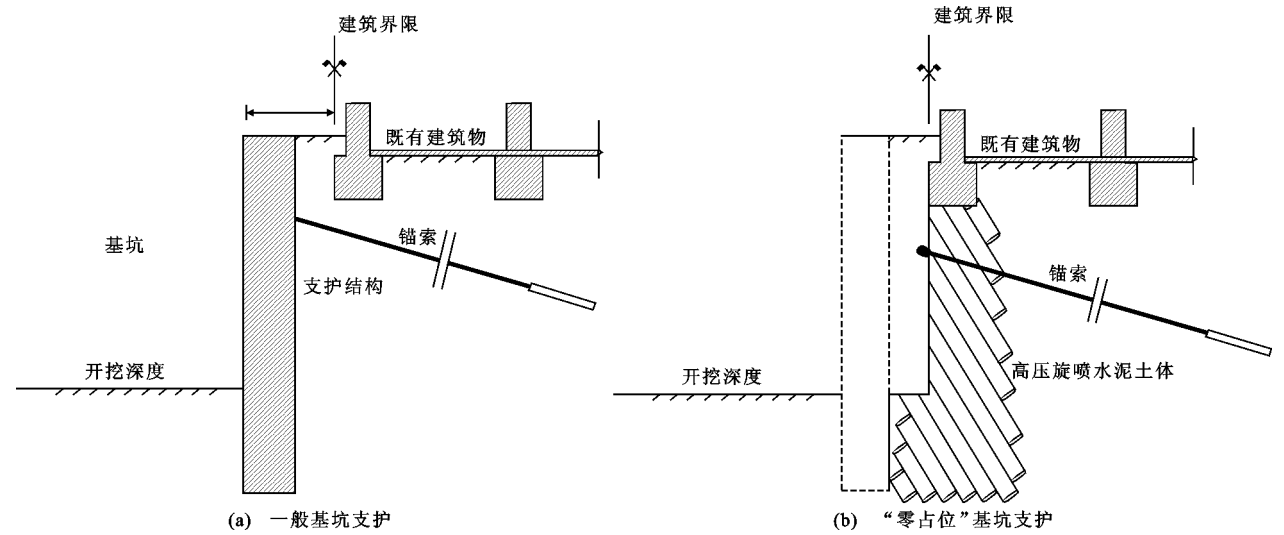 建筑界限
既有建筑物
锚索
基坑
支护结构
开挖深度
(a) 一般基坑支护
建筑界限
既有建筑物
锚索
高压旋喷水泥土体
开挖深度
(b) “零占位”基坑支护